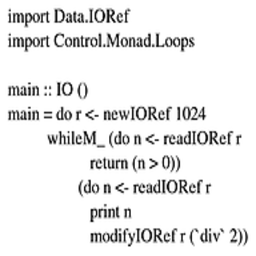 import Data.IORef
import Control.Monad.Loops

main :: IO ()
main = do r <- newIORef 1024
          whileM_ (do n <- readIORef r
                      return (n > 0))
                  (do n <- readIORef r
                      print n
                      modifyIORef r (`div` 2))